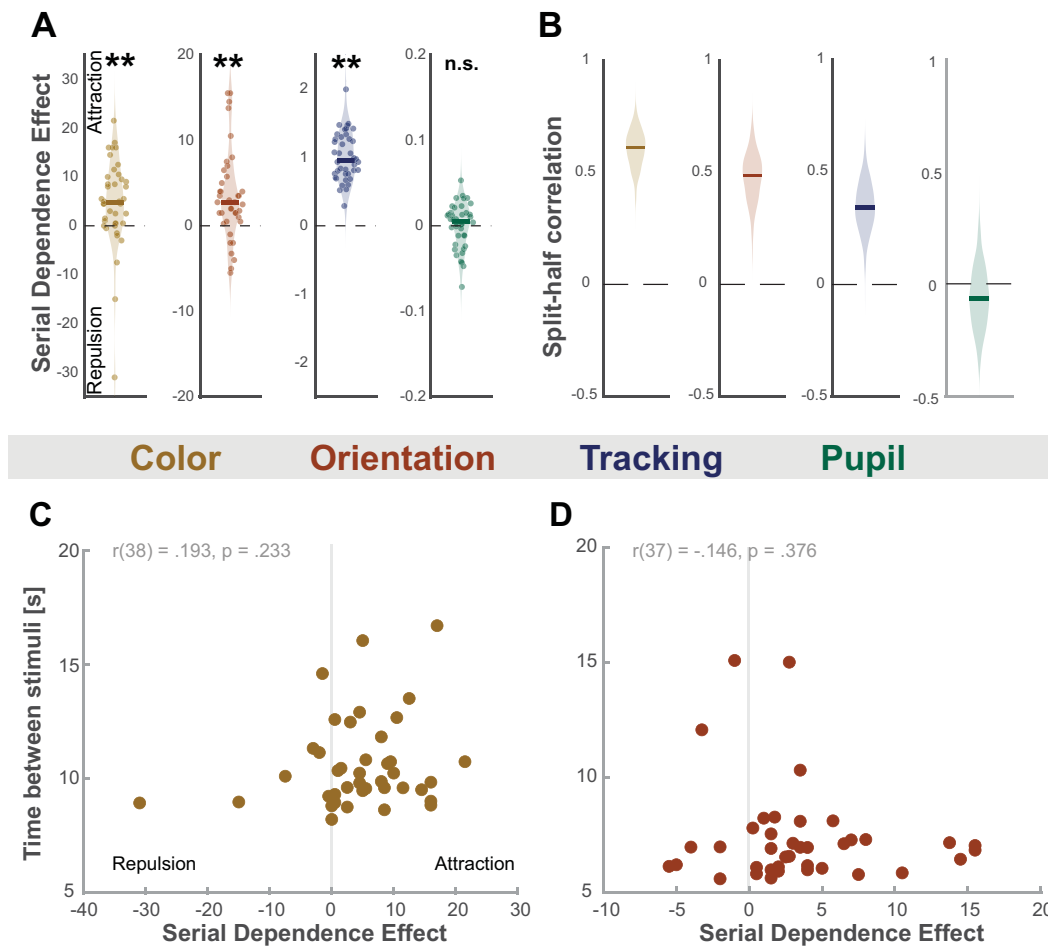 A
B
Serial Dependence Effect
Attraction
Repulsion
30
20
10
0
-10
-20
-30
**
20
10
0
-10
-20
**
2
1
0
-1
-2
**
0.2
0.1
0
-0.1
-0.2
n.s.
Split-half correlation
1
0.5
0
-0.5
1
0.5
0
-0.5
1
0.5
0
-0.5
1
0.5
0
-0.5
Color Orientation Tracking Pupil
C
D
r(38) = .193, p = .233
Time between stimuli [s]
20
15
10
5
Repulsion
Attraction
-40 -30 -20 -10 0 10 20 30
Serial Dependence Effect
r(37) = -.146, p = .376
20
15
10
5
-10 -5 0 5 10 15 20
Serial Dependence Effect